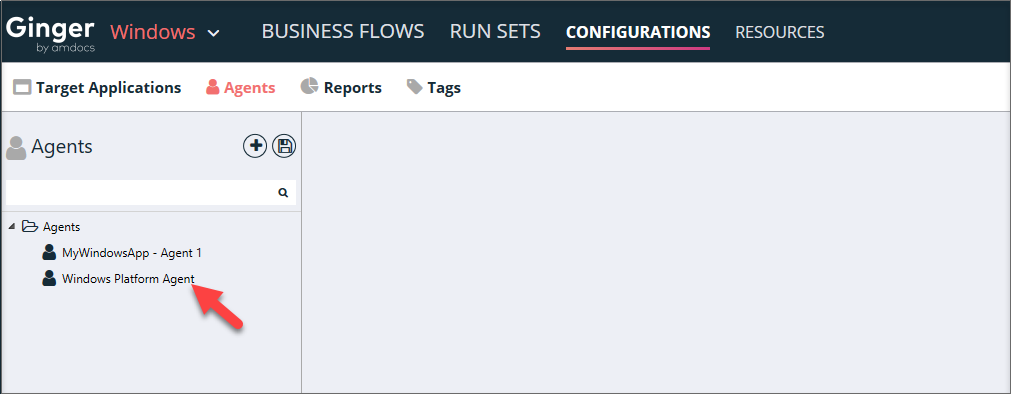 Ginger
by amdocs
Windows
BUSINESS FLOWS
RUN SETS
CONFIGURATIONS
RESOURCES
Target Applications
Agents
Reports
Tags
Agents
Agents
MyWindowsApp - Agent 1
Windows Platform Agent